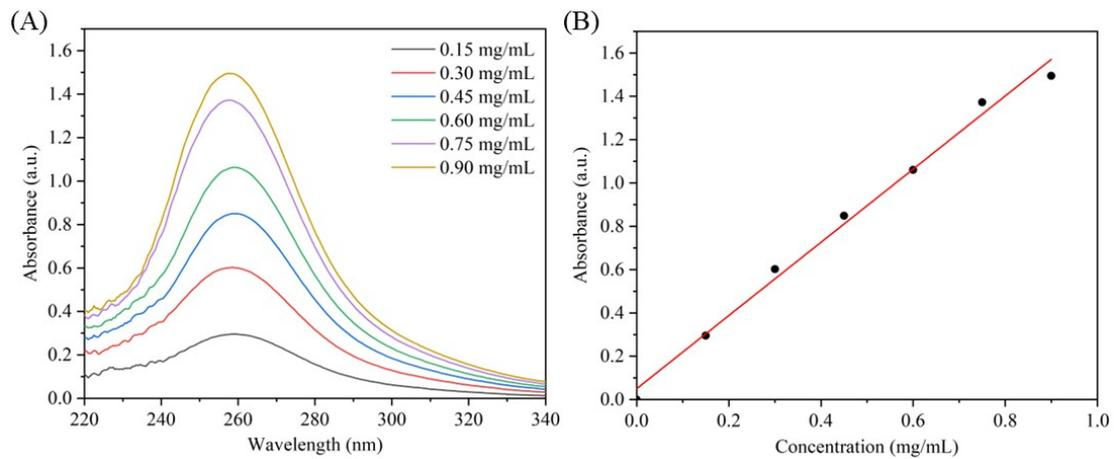 (A)
1.6
1.4
1.2
1.0
0.8
0.6
0.4
0.2
0.0
Absorbance (a.u.)
220 240 260 280 300 320 340
Wavelength (nm)
0.15 mg/mL
0.30 mg/mL
0.45 mg/mL
0.60 mg/mL
0.75 mg/mL
0.90 mg/mL
(B)
1.6
1.4
1.2
1.0
0.8
0.6
0.4
0.2
0.0
Absorbance (a.u.)
0.0 0.2 0.4 0.6 0.8 1.0
Concentration (mg/mL)